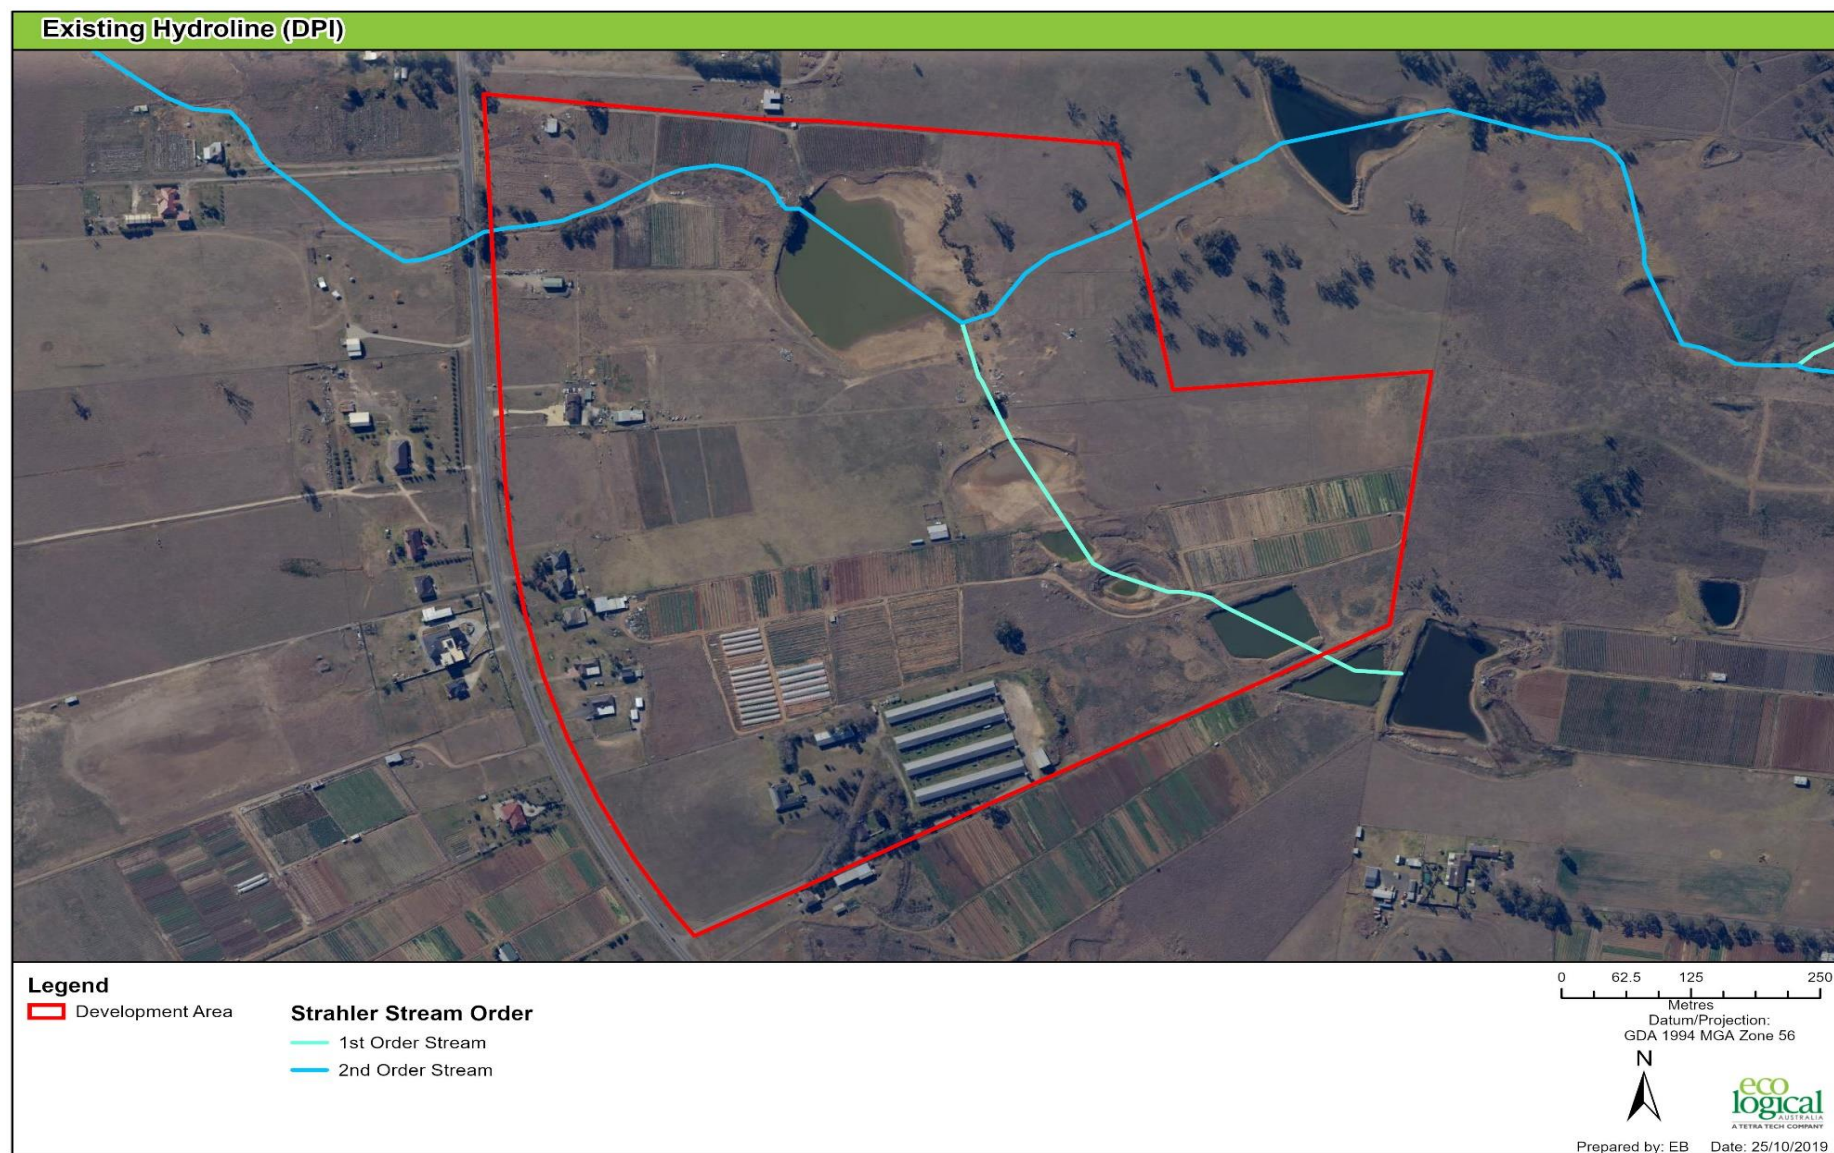 Existing Hydroline (DPI)
Legend
Development Area
Strahler Stream Order
1st Order Stream
2nd Order Stream
0 62.5 125 250
Metres
Datum/Projection:
GDA 1994 MGA Zone 56
N
eco
logical
AUSTRALIA
A TETRA TECH COMPANY
Prepared by: EB Date: 25/10/2019